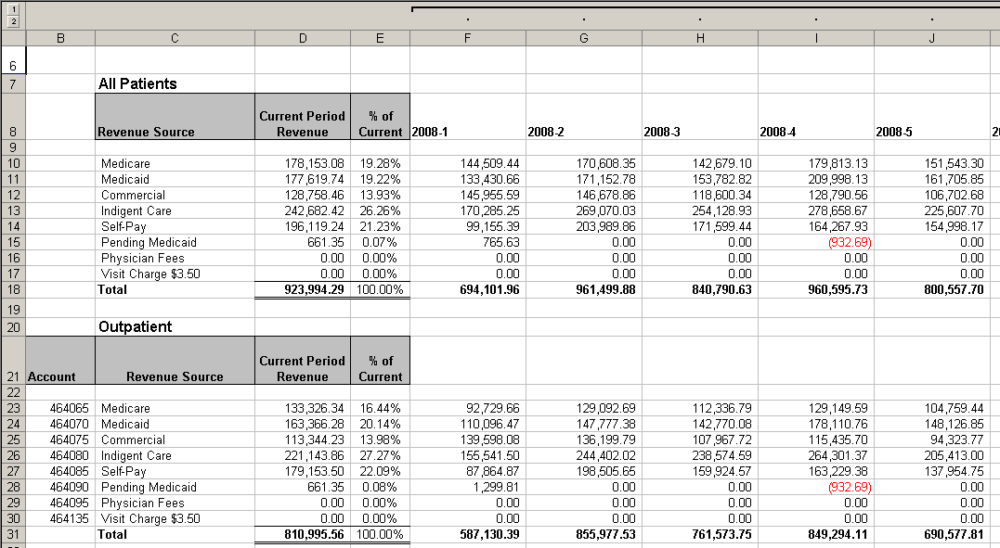 1
2
B C D E F G H I J
6
7 All Patients
8 Revenue Source Current Period Revenue % of Current 2008-1 2008-2 2008-3 2008-4 2008-5
9
10 Medicare 178,153.08 19.28% 144,509.44 170,608.35 142,679.10 179,813.13 151,543.30
11 Medicaid 177,619.74 19.22% 133,430.66 171,152.78 153,782.82 209,998.13 161,705.85
12 Commercial 128,758.46 13.93% 145,955.59 146,678.86 118,600.34 128,790.56 106,702.68
13 Indigent Care 242,682.42 26.26% 170,285.25 269,070.03 254,128.93 278,658.67 225,607.70
14 Self-Pay 196,119.24 21.23% 99,155.39 203,989.86 171,599.44 164,267.93 154,998.17
15 Pending Medicaid 661.35 0.07% 765.63 0.00 0.00 (932.69) 0.00
16 Physician Fees 0.00 0.00% 0.00 0.00 0.00 0.00 0.00
17 Visit Charge $3.50 0.00 0.00% 0.00 0.00 0.00 0.00 0.00
18 Total 923,994.29 100.00% 694,101.96 961,499.88 840,790.63 960,595.73 800,557.70
19
20 Outpatient
21 Account Revenue Source Current Period Revenue % of Current
22
23 464065 Medicare 133,326.34 16.44% 92,729.66 129,092.69 112,336.79 129,149.59 104,759.44
24 464070 Medicaid 163,366.28 20.14% 110,096.47 147,777.38 142,770.08 178,110.76 148,126.85
25 464075 Commercial 113,344.23 13.98% 139,598.08 136,199.79 107,967.72 115,435.70 94,323.77
26 464080 Indigent Care 221,143.86 27.27% 155,541.50 244,402.02 238,574.59 264,301.37 205,413.00
27 464085 Self-Pay 179,153.50 22.09% 87,864.87 198,505.65 159,924.57 163,229.38 137,954.75
28 464090 Pending Medicaid 661.35 0.08% 1,299.81 0.00 0.00 (932.69) 0.00
29 464095 Physician Fees 0.00 0.00% 0.00 0.00 0.00 0.00 0.00
30 464135 Visit Charge $3.50 0.00 0.00% 0.00 0.00 0.00 0.00 0.00
31 Total 810,995.56 100.00% 587,130.39 855,977.53 761,573.75 849,294.11 690,577.81